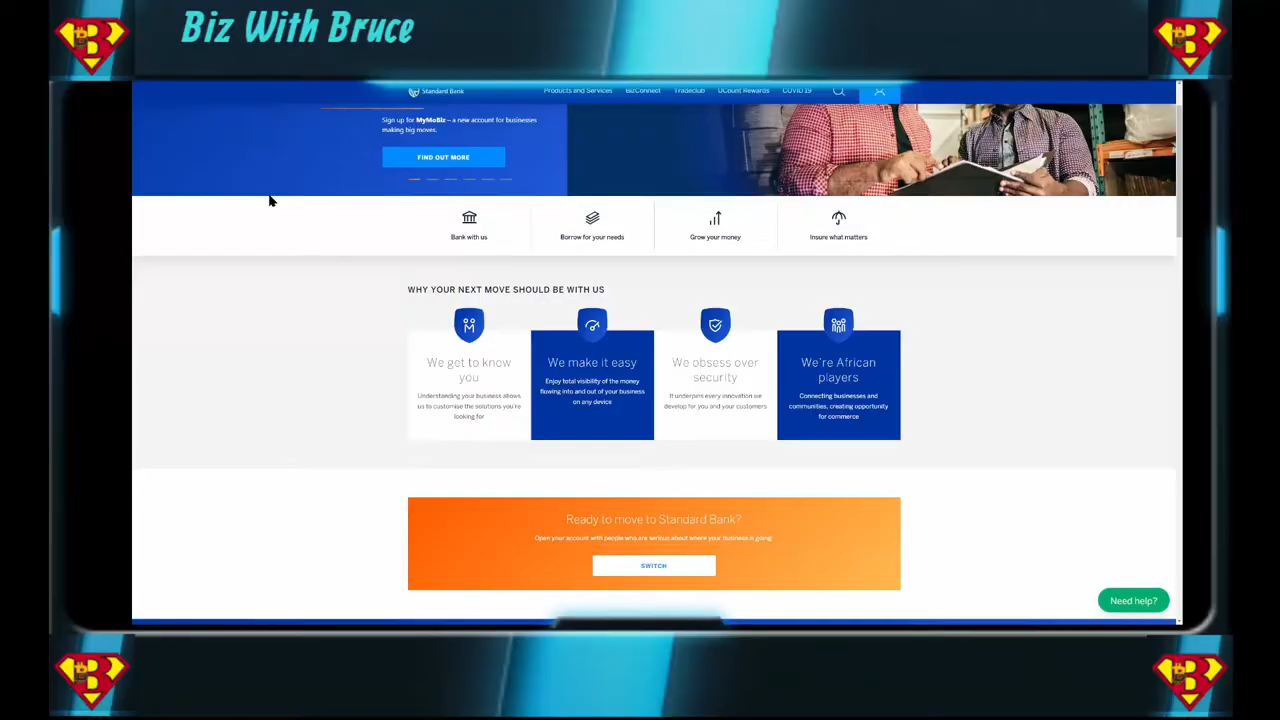 Biz With Bruce
Standard Bank
Products and Services
BizConnect
Tradeclub
UCount Rewards
COVID 19
Sign up for MyMoBiz – a new account for businesses
making big moves.
FIND OUT MORE
Bank with us
Borrow for your needs
Grow your money
Insure what matters
WHY YOUR NEXT MOVE SHOULD BE WITH US
We get to know
you
Understanding your business allows
us to customise the solutions you're
looking for
We make it easy
Enjoy total visibility of the money
flowing into and out of your business
on any device
We obsess over
security
It underpins every innovation we
develop for you and your customers
We're African
players
Connecting businesses and
communities, creating opportunity
for commerce
Ready to move to Standard Bank?
Open your account with people who are serious about where your business is going
SWITCH
Need help?